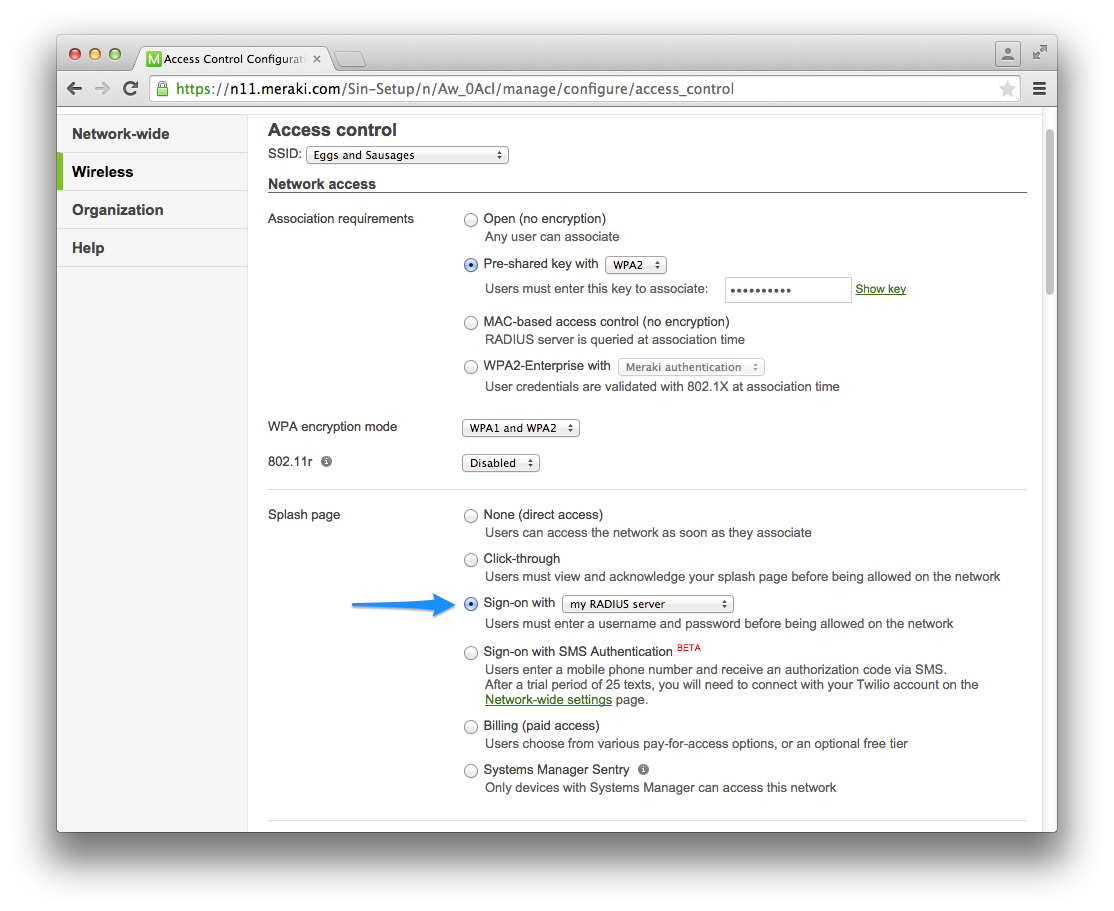 M Access Control Configurati
https://n11.meraki.com/Sin-Setup/n/Aw_0Acl/manage/configure/access_control
Network-wide
Wireless
Organization
Help
Access control
SSID: Eggs and Sausages
Network access
Association requirements
Open (no encryption)
Any user can associate
Pre-shared key with WPA2
Users must enter this key to associate: •••••••••• Show key
MAC-based access control (no encryption)
RADIUS server is queried at association time
WPA2-Enterprise with Meraki authentication
User credentials are validated with 802.1X at association time
WPA encryption mode WPA1 and WPA2
802.11r i Disabled
Splash page
None (direct access)
Users can access the network as soon as they associate
Click-through
Users must view and acknowledge your splash page before being allowed on the network
Sign-on with my RADIUS server
Users must enter a username and password before being allowed on the network
Sign-on with SMS Authentication BETA
Users enter a mobile phone number and receive an authorization code via SMS.
After a trial period of 25 texts, you will need to connect with your Twilio account on the
Network-wide settings page.
Billing (paid access)
Users choose from various pay-for-access options, or an optional free tier
Systems Manager Sentry i
Only devices with Systems Manager can access this network